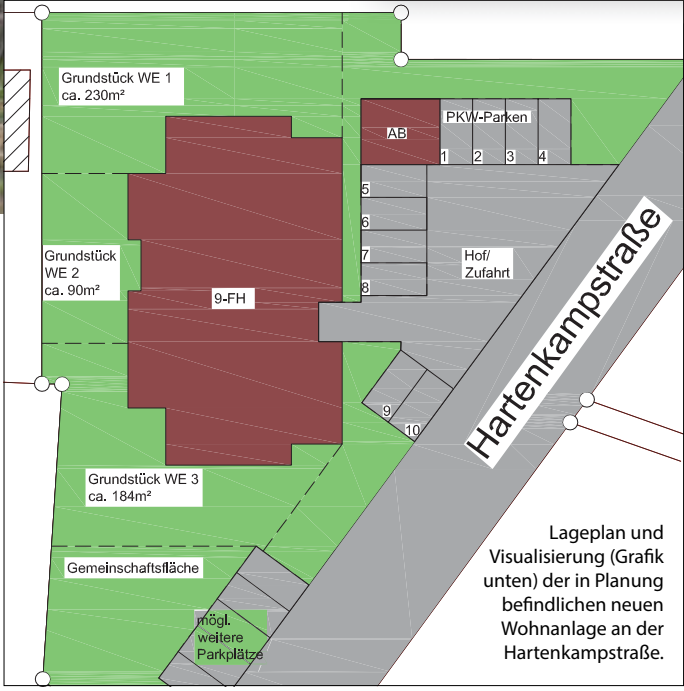 Grundstück WE 1
ca. 230m²
AB
PKW-Parken
1
2
3
4
5
6
7
8
Hof/
Zufahrt
Grundstück
WE 2
ca. 90m²
9-FH
Hartenkampstraße
9
10
Grundstück WE 3
ca. 184m²
Gemeinschaftsfläche
mögl.
weitere
Parkplätze
Lageplan und
Visualisierung (Grafik
unten) der in Planung
befindlichen neuen
Wohnanlage an der
Hartenkampstraße.